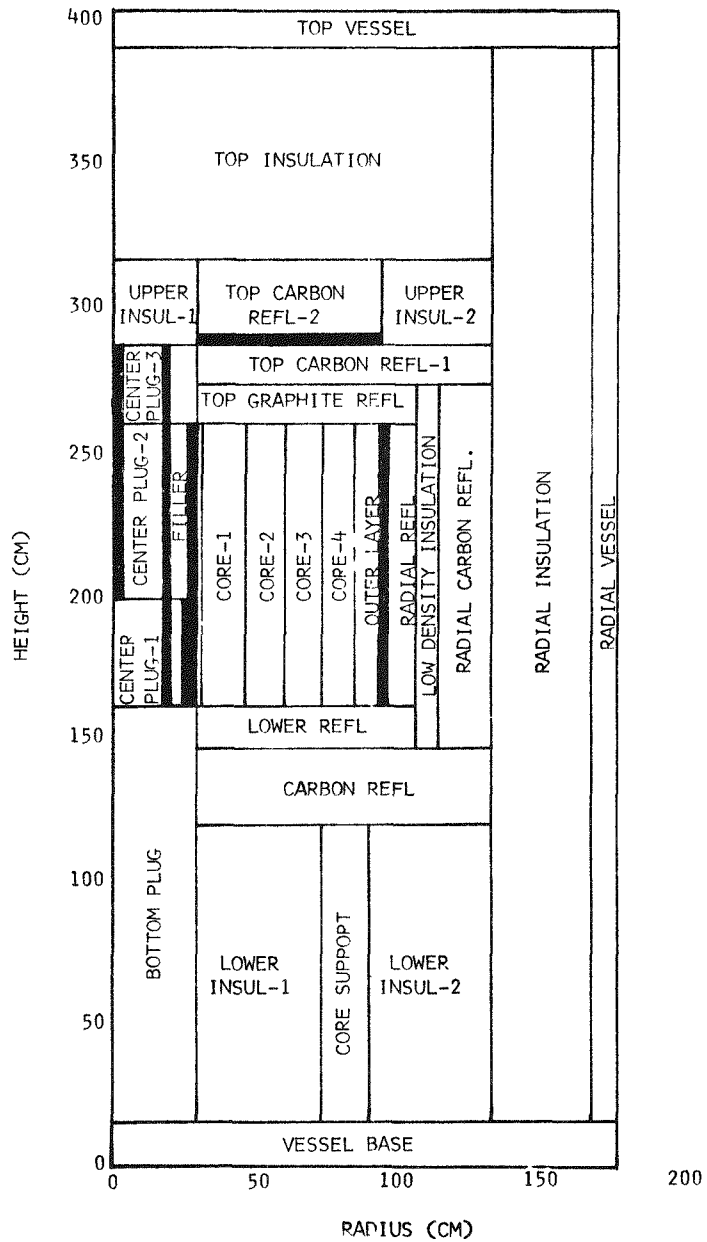 400
TOP VESSEL
350
TOP INSULATION
300
UPPER
INSUL-1
TOP CARBON
REFL-2
UPPER
INSUL-2
TOP CARBON REFL-1
CENTER
PLUG-3
TOP GRAPHITE REFL
250
CENTER PLUG-2
FILLER
CORE-1
CORE-2
CORE-3
CORE-4
OUTER LAYER
RADIAL REFL
LOW DENSITY INSULATION
RADIAL CARBON REFL.
RADIAL INSULATION
RADIAL VESSEL
HEIGHT (CM)
200
CENTER
PLUG-1
150
LOWER REFL
CARBON REFL
100
BOTTOM PLUG
LOWER
INSUL-1
CORE SUPPORT
LOWER
INSUL-2
50
VESSEL BASE
0
0
50
100
150
200
RADIUS (CM)